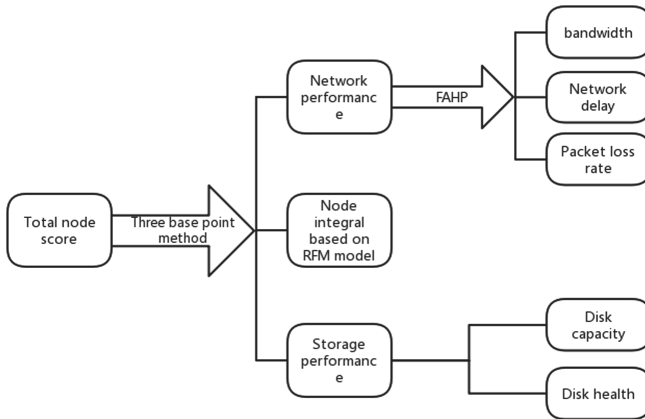 bandwidth
Network
performanc
e
FAHP
Network
delay
Packet loss
rate
Total node
score
Three base point
method
Node
integral
based on
RFM model
Storage
performanc
e
Disk
capacity
Disk health